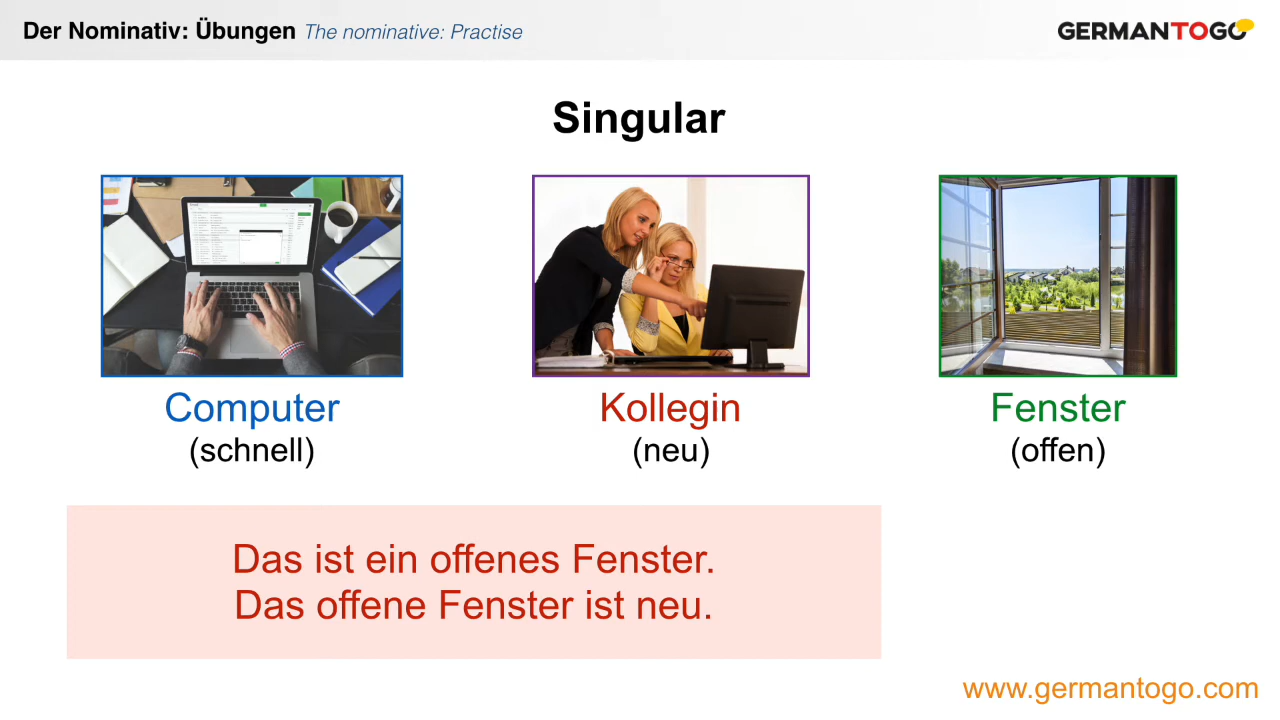 Der Nominativ: Übungen The nominative: Practise
GERMANTOGO
Singular
Computer
(schnell)
Kollegin
(neu)
Fenster
(offen)
Das ist ein offenes Fenster.
Das offene Fenster ist neu.
www.germantogo.com